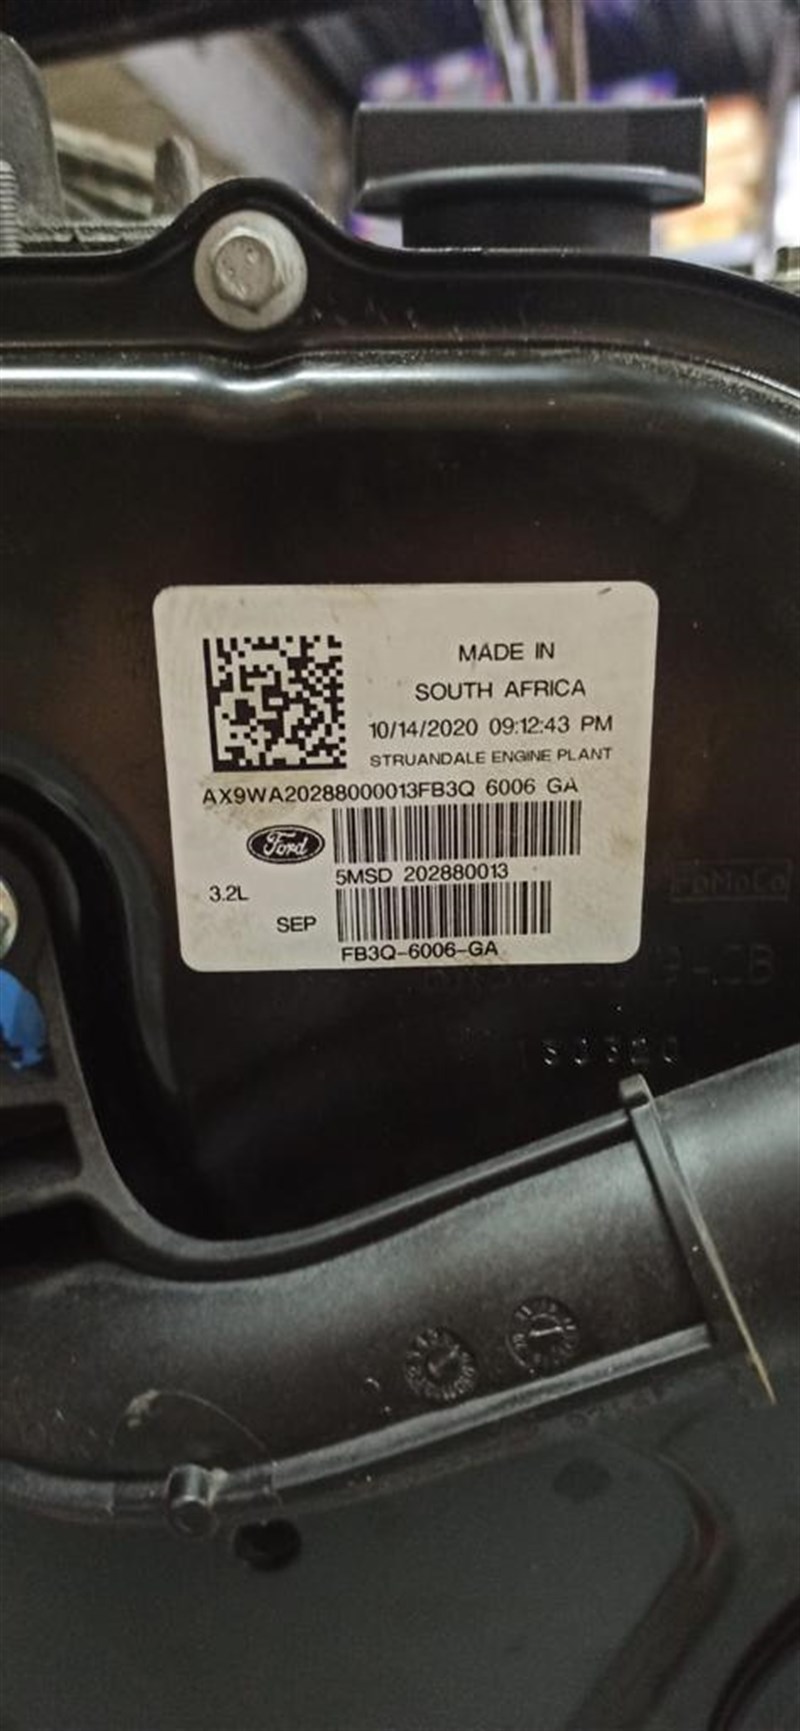 MADE IN
SOUTH AFRICA
10/14/2020 09:12:43 PM
STRUANDALE ENGINE PLANT
AX9WA20288000013FB3Q 6006 GA
Ford
5MSD 202880013
3.2L
SEP
FB3Q-6006-GA
FoMoCo